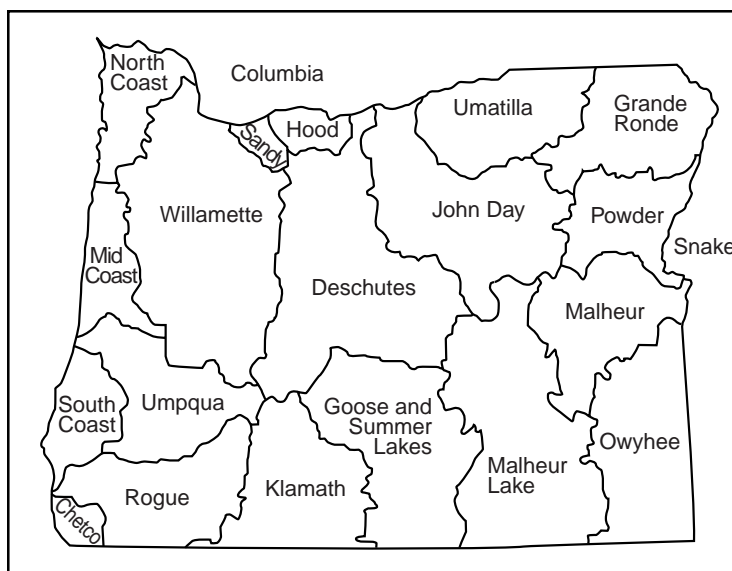 North
Coast
Columbia
Umatilla
Grande
Ronde
Sandy
Hood
Willamette
John Day
Powder
Snake
Mid
Coast
Deschutes
Malheur
South
Coast
Umpqua
Goose and
Summer
Lakes
Owyhee
Malheur
Lake
Rogue
Klamath
Chetco